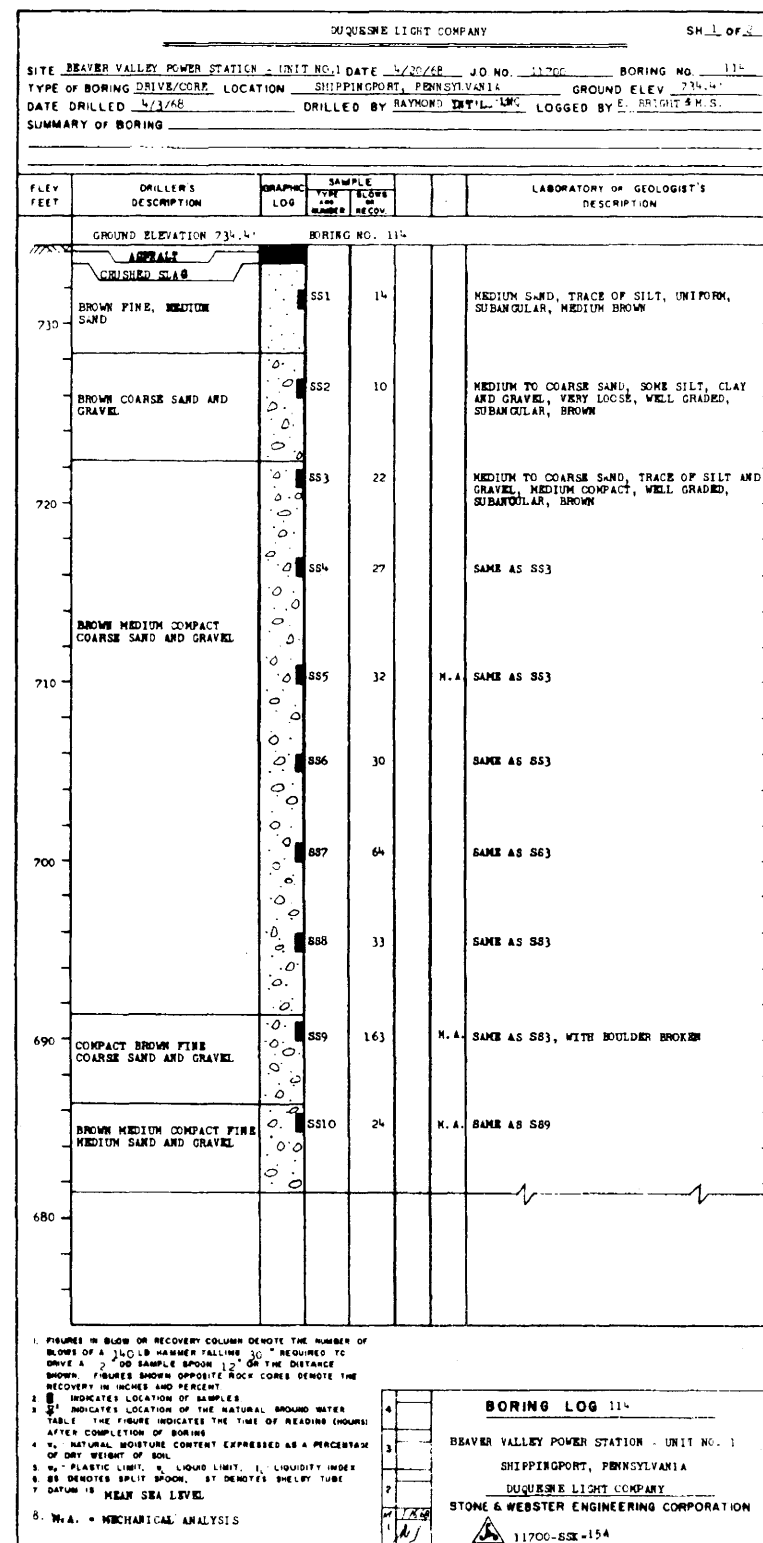 DUQUESNE LIGHT COMPANY SH 1 OF 2
SITE BEAVER VALLEY POWER STATION - UNIT NO.1 DATE 4/20/68 J O NO. 11700 BORING NO. 114
TYPE OF BORING DRIVE/CORE LOCATION SHIPPINGPORT, PENNSYLVANIA GROUND ELEV 734.4'
DATE DRILLED 4/3/68 DRILLED BY RAYMOND INT'L. INC LOGGED BY E. BRIGHT & M.S.
SUMMARY OF BORING
ELEV FEET
DRILLER'S DESCRIPTION
GRAPHIC LOG
SAMPLE
TYPE AND NUMBER
BLOWS OR RECOV.
LABORATORY OR GEOLOGIST'S DESCRIPTION
GROUND ELEVATION 734.4' BORING NO. 114
ASPHALT
CRUSHED SLAG
SS1 14 MEDIUM SAND, TRACE OF SILT, UNIFORM,
SUBANGULAR, MEDIUM BROWN
BROWN FINE, MEDIUM
SAND
730
SS2 10 MEDIUM TO COARSE SAND, SOME SILT, CLAY
AND GRAVEL, VERY LOOSE, WELL GRADED,
SUBANGULAR, BROWN
BROWN COARSE SAND AND
GRAVEL
SS3 22 MEDIUM TO COARSE SAND, TRACE OF SILT AND
GRAVEL, MEDIUM COMPACT, WELL GRADED,
SUBANGULAR, BROWN
720
SS4 27 SAME AS SS3
BROWN MEDIUM COMPACT
COARSE SAND AND GRAVEL
710
SS5 32 M.A. SAME AS SS3
SS6 30 SAME AS SS3
700
SS7 64 SAME AS SS3
SS8 33 SAME AS SS3
690
SS9 163 M.A. SAME AS SS3, WITH BOULDER BROKEN
COMPACT BROWN FINE
COARSE SAND AND GRAVEL
SS10 24 M.A. SAME AS SS9
BROWN MEDIUM COMPACT FINE
MEDIUM SAND AND GRAVEL
680
1. FIGURES IN BLOW OR RECOVERY COLUMN DENOTE THE NUMBER OF
BLOWS OF A 140 LB HAMMER FALLING 30" REQUIRED TO
DRIVE A 2" OD SAMPLE SPOON 12" OR THE DISTANCE
SHOWN. FIGURES SHOWN OPPOSITE ROCK CORES DENOTE THE
RECOVERY IN INCHES AND PERCENT
2 INDICATES LOCATION OF SAMPLES
3 INDICATES LOCATION OF THE NATURAL GROUND WATER
TABLE THE FIGURE INDICATES THE TIME OF READING (HOURS)
AFTER COMPLETION OF BORING
4 NATURAL MOISTURE CONTENT EXPRESSED AS A PERCENTAGE
OF DRY WEIGHT OF SOIL
5 PLASTIC LIMIT, LIQUID LIMIT, LIQUIDITY INDEX
6 SS DENOTES SPLIT SPOON, ST DENOTES SHELBY TUBE
7 DATUM IS MEAN SEA LEVEL
8. M.A. = MECHANICAL ANALYSIS
4
3
2
1
BORING LOG 114
BEAVER VALLEY POWER STATION - UNIT NO. 1
SHIPPINGPORT, PENNSYLVANIA
DUQUESNE LIGHT COMPANY
STONE & WEBSTER ENGINEERING CORPORATION
11700-SSK-15A